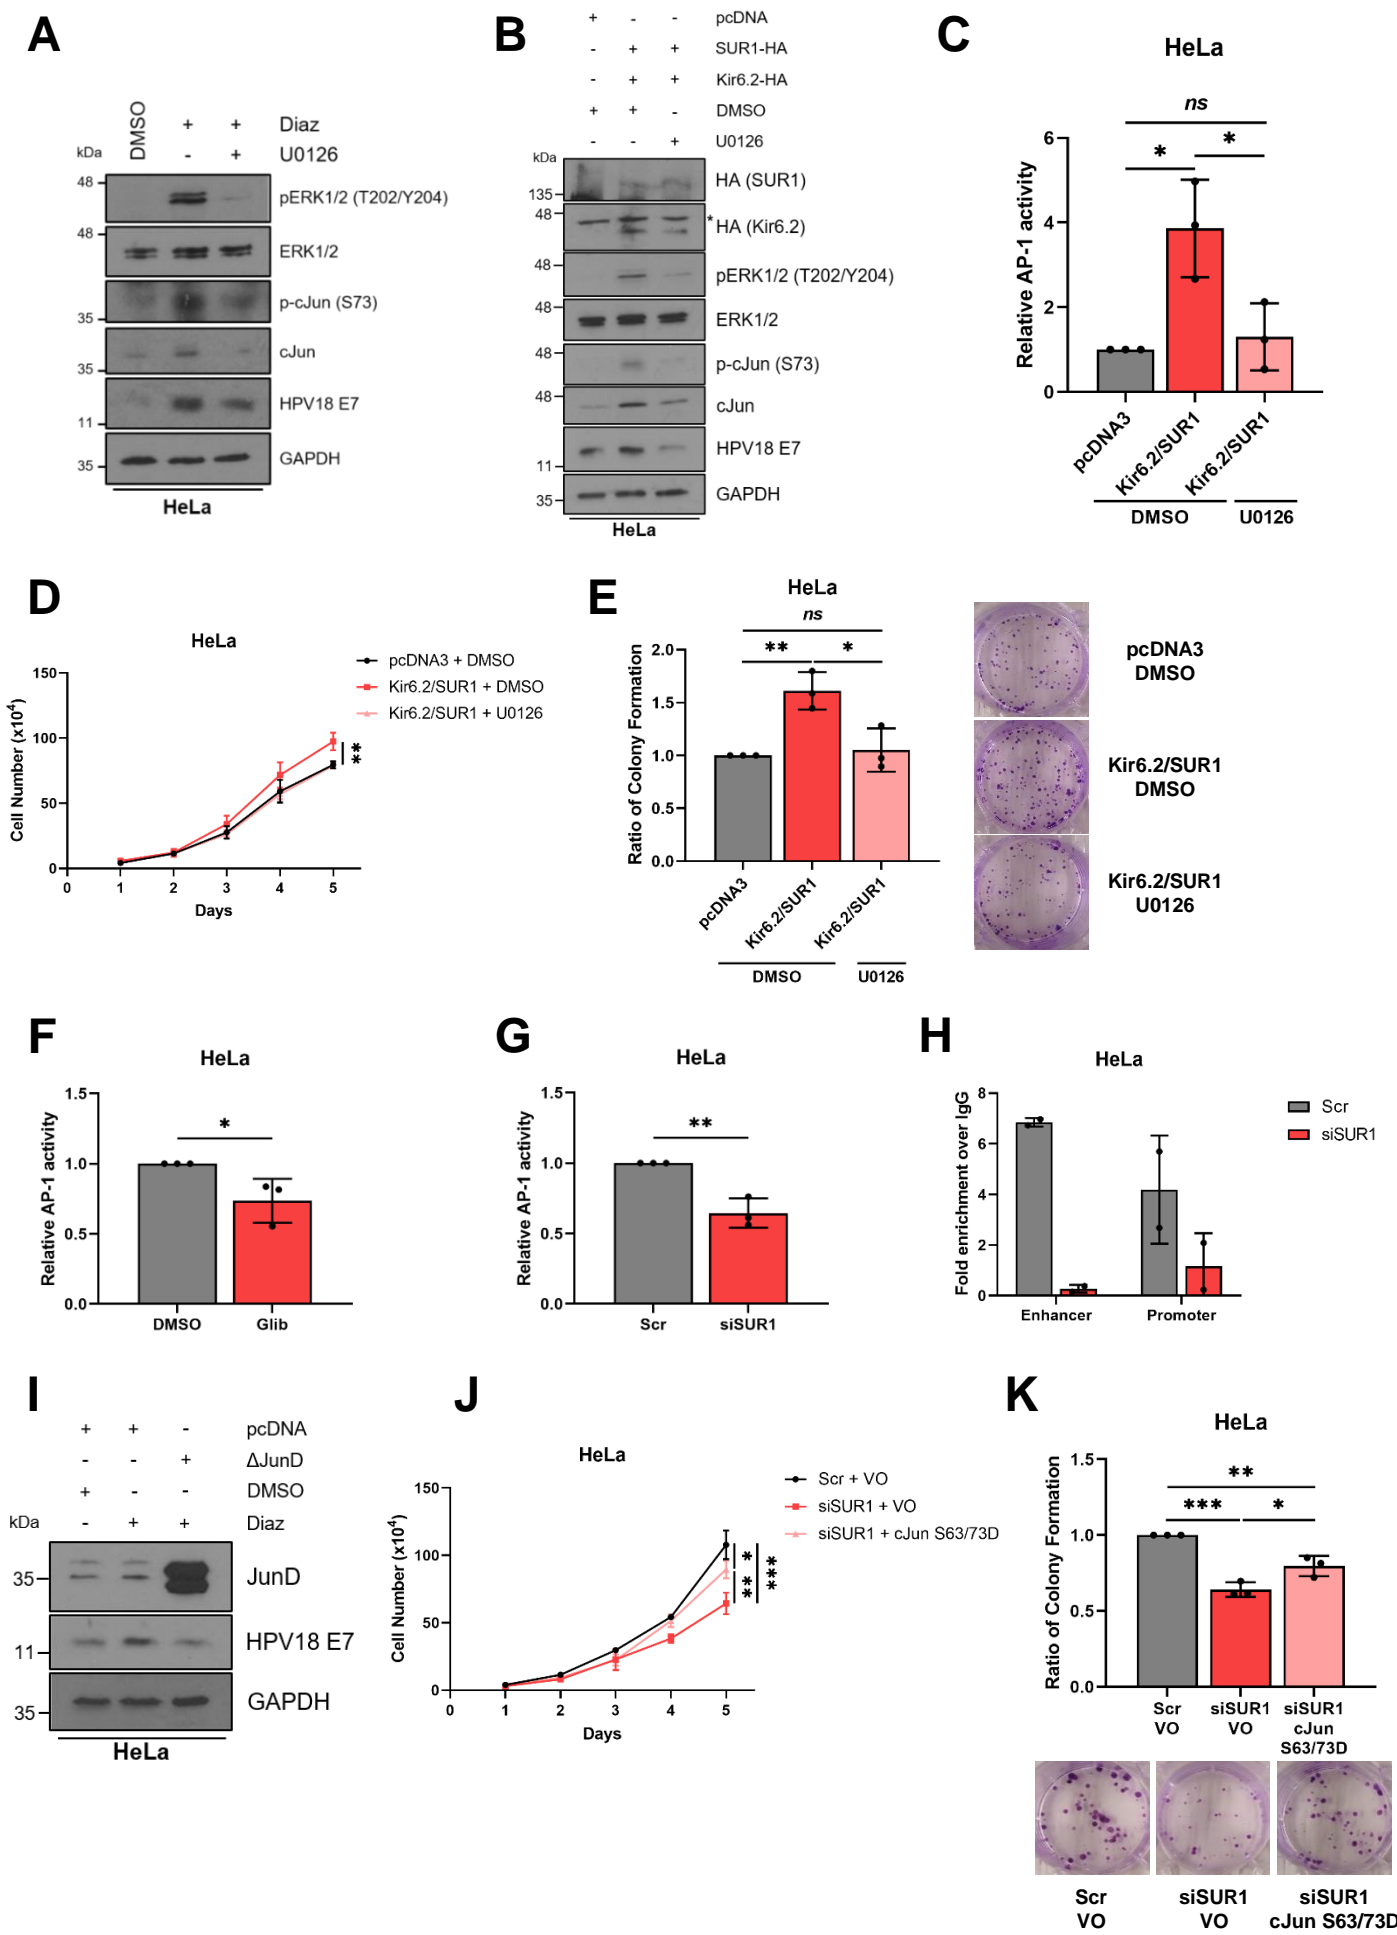 A
DMSO
+ + Diaz
- + U0126
kDa
48
pERK1/2 (T202/Y204)
48
ERK1/2
p-cJun (S73)
35
cJun
35
HPV18 E7
11
GAPDH
35
HeLa
B
+ - - pcDNA
- + + SUR1-HA
- + + Kir6.2-HA
+ + - DMSO
- - + U0126
kDa
HA (SUR1)
135
48
* HA (Kir6.2)
48
pERK1/2 (T202/Y204)
48
ERK1/2
48
p-cJun (S73)
48
cJun
HPV18 E7
11
GAPDH
35
HeLa
C
HeLa
ns
* *
Relative AP-1 activity
6
4
2
0
pcDNA3
Kir6.2/SUR1
Kir6.2/SUR1
DMSO U0126
D
HeLa
pcDNA3 + DMSO
Kir6.2/SUR1 + DMSO
Kir6.2/SUR1 + U0126
Cell Number (x10⁴)
150
100
50
0
**
0 1 2 3 4 5
Days
E
HeLa
ns
** *
Ratio of Colony Formation
2.0
1.5
1.0
0.5
0.0
pcDNA3
Kir6.2/SUR1
Kir6.2/SUR1
DMSO U0126
pcDNA3
DMSO
Kir6.2/SUR1
DMSO
Kir6.2/SUR1
U0126
F
HeLa
*
Relative AP-1 activity
1.5
1.0
0.5
0.0
DMSO Glib
G
HeLa
**
Relative AP-1 activity
1.5
1.0
0.5
0.0
Scr siSUR1
H
HeLa
Scr
siSUR1
Fold enrichment over IgG
8
6
4
2
0
Enhancer Promoter
I
+ + - pcDNA
- - + ΔJunD
+ - - DMSO
- + + Diaz
kDa
35
JunD
HPV18 E7
11
GAPDH
35
HeLa
J
HeLa
Scr + VO
siSUR1 + VO
siSUR1 + cJun S63/73D
Cell Number (x10⁴)
150
100
50
0
*
**
***
0 1 2 3 4 5
Days
K
HeLa
**
*** *
Ratio of Colony Formation
1.5
1.0
0.5
0.0
Scr siSUR1 siSUR1
VO VO cJun
S63/73D
Scr siSUR1 siSUR1
VO VO cJun S63/73D